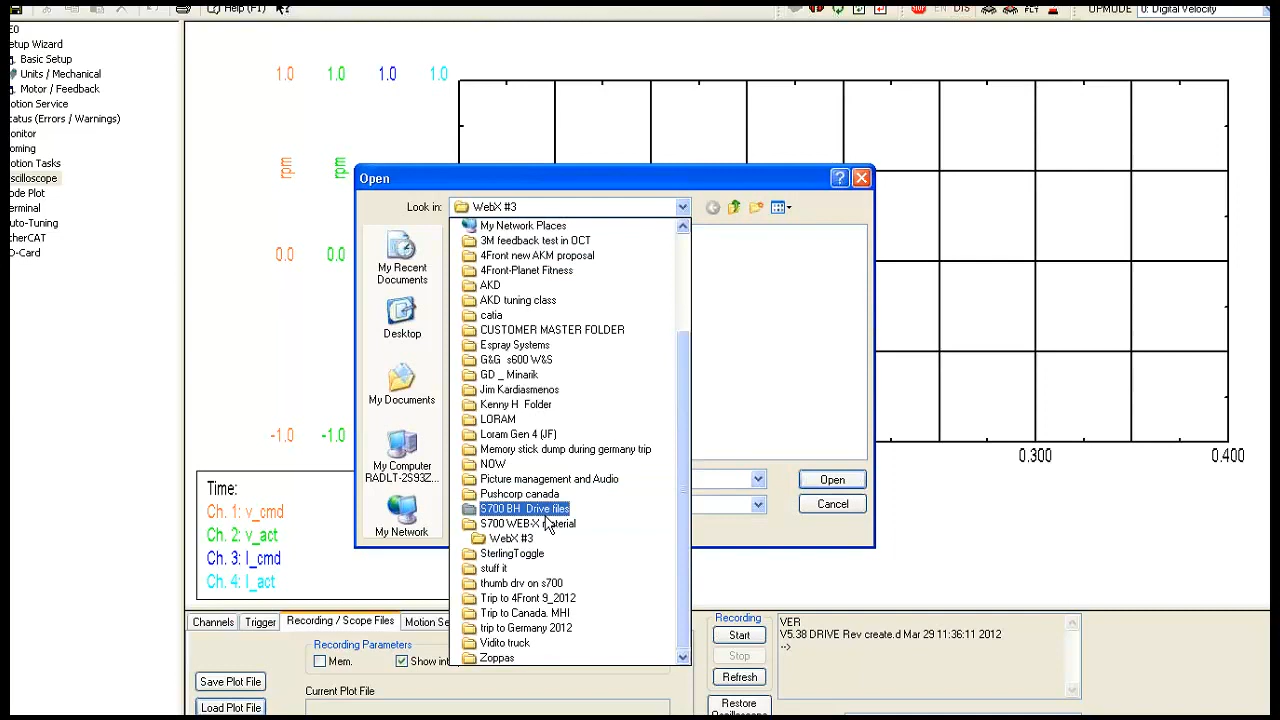 Help (F1)
OPMODE 0: Digital Velocity
EN DIS FLT
etup Wizard
Basic Setup
Units / Mechanical
Motor / Feedback
otion Service
tatus (Errors / Warnings)
onitor
oming
otion Tasks
scilloscope
ode Plot
erminal
uto-Tuning
therCAT
O-Card
1.0 1.0 1.0 1.0
rpm rpm
0.0 0.0
-1.0 -1.0
0.300 0.400
Time:
Ch. 1: v_cmd
Ch. 2: v_act
Ch. 3: I_cmd
Ch. 4: I_act
Open
Look in: WebX #3
My Recent
Documents
Desktop
My Documents
My Computer
RADLT-2S93Z...
My Network
My Network Places
3M feedback test in OCT
4Front new AKM proposal
4Front-Planet Fitness
AKD
AKD tuning class
catia
CUSTOMER MASTER FOLDER
Espray Systems
G&G s600 W&S
GD _ Minarik
Jim Kardiasmenos
Kenny H Folder
LORAM
Loram Gen 4 (JF)
Memory stick dump during germany trip
NOW
Picture management and Audio
Pushcorp canada
S700 BH Drive files
S700 WEB-X material
WebX #3
SterlingToggle
stuff it
thumb drv on s700
Trip to 4Front 9_2012
Trip to Canada. MHI
trip to Germany 2012
Vidito truck
Zoppas
Open
Cancel
Channels Trigger Recording / Scope Files Motion Se
Recording Parameters
Mem. Show int
Save Plot File
Current Plot File
Load Plot File
Recording
Start
Stop
Refresh
Restore
VER
V5.38 DRIVE Rev create.d Mar 29 11:36:11 2012
-->